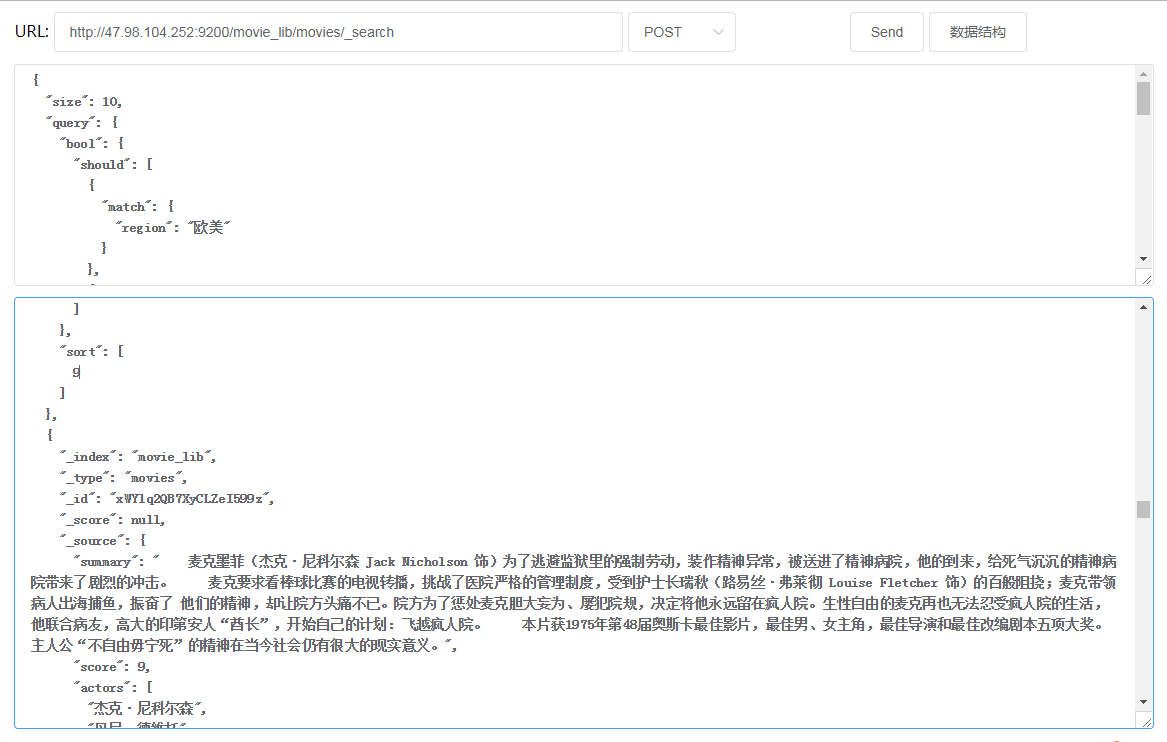 URL: http://47.98.104.252:9200/movie_lib/movies/_search POST Send 数据结构
{
"size": 10,
"query": {
"bool": {
"should": [
{
"match": {
"region": "欧美"
}
},
]
},
"sort": [
9
]
},
{
"_index": "movie_lib",
"_type": "movies",
"_id": "xWYlq2QB7XyCLZeI599z",
"_score": null,
"_source": {
"summary": "　　麦克墨菲（杰克·尼科尔森 Jack Nicholson 饰）为了逃避监狱里的强制劳动，装作精神异常，被送进了精神病
院，他的到来，给死气沉沉的精神病院带来了剧烈的冲击。　　麦克要求看棒球比赛的电视转播，挑战了医院严格的管理制度，受到护士长瑞秋（路易丝·弗莱彻 Louise Fletcher 饰）的百般阻挠；麦克带领
病人出海捕鱼，振奋了 他们的精神，却让院方头痛不已。院方为了惩处麦克胆大妄为、屡犯院规，决定将他永远留在疯人院。生性自由的麦克再也无法忍受疯人院的生活，
他联合病友，高大的印第安人“酋长”，开始自己的计划：飞越疯人院。　　本片获1975年第48届奥斯卡最佳影片，最佳男、女主角，最佳导演和最佳改编剧本五项大奖。
主人公“不自由毋宁死”的精神在当今社会仍有很大的现实意义。",
"score": 9,
"actors": [
"杰克·尼科尔森",